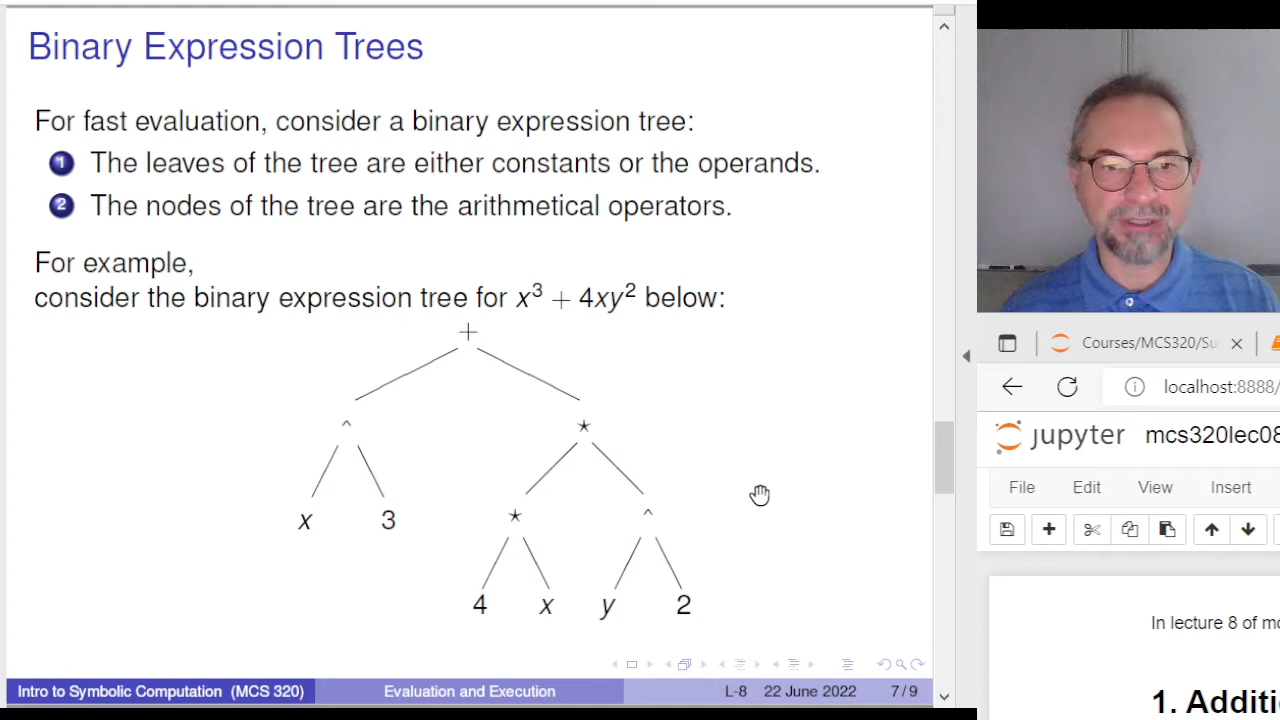 Binary Expression Trees
For fast evaluation, consider a binary expression tree:
1 The leaves of the tree are either constants or the operands.
2 The nodes of the tree are the arithmetical operators.
For example,
consider the binary expression tree for x³ + 4xy² below:
+
^ ⋆
x 3 ⋆ ^
4 x y 2
Intro to Symbolic Computation (MCS 320) Evaluation and Execution L-8 22 June 2022 7 / 9
Courses/MCS320/Su
localhost:8888/
jupyter mcs320lec08
File Edit View Insert
In lecture 8 of mc
1. Additi